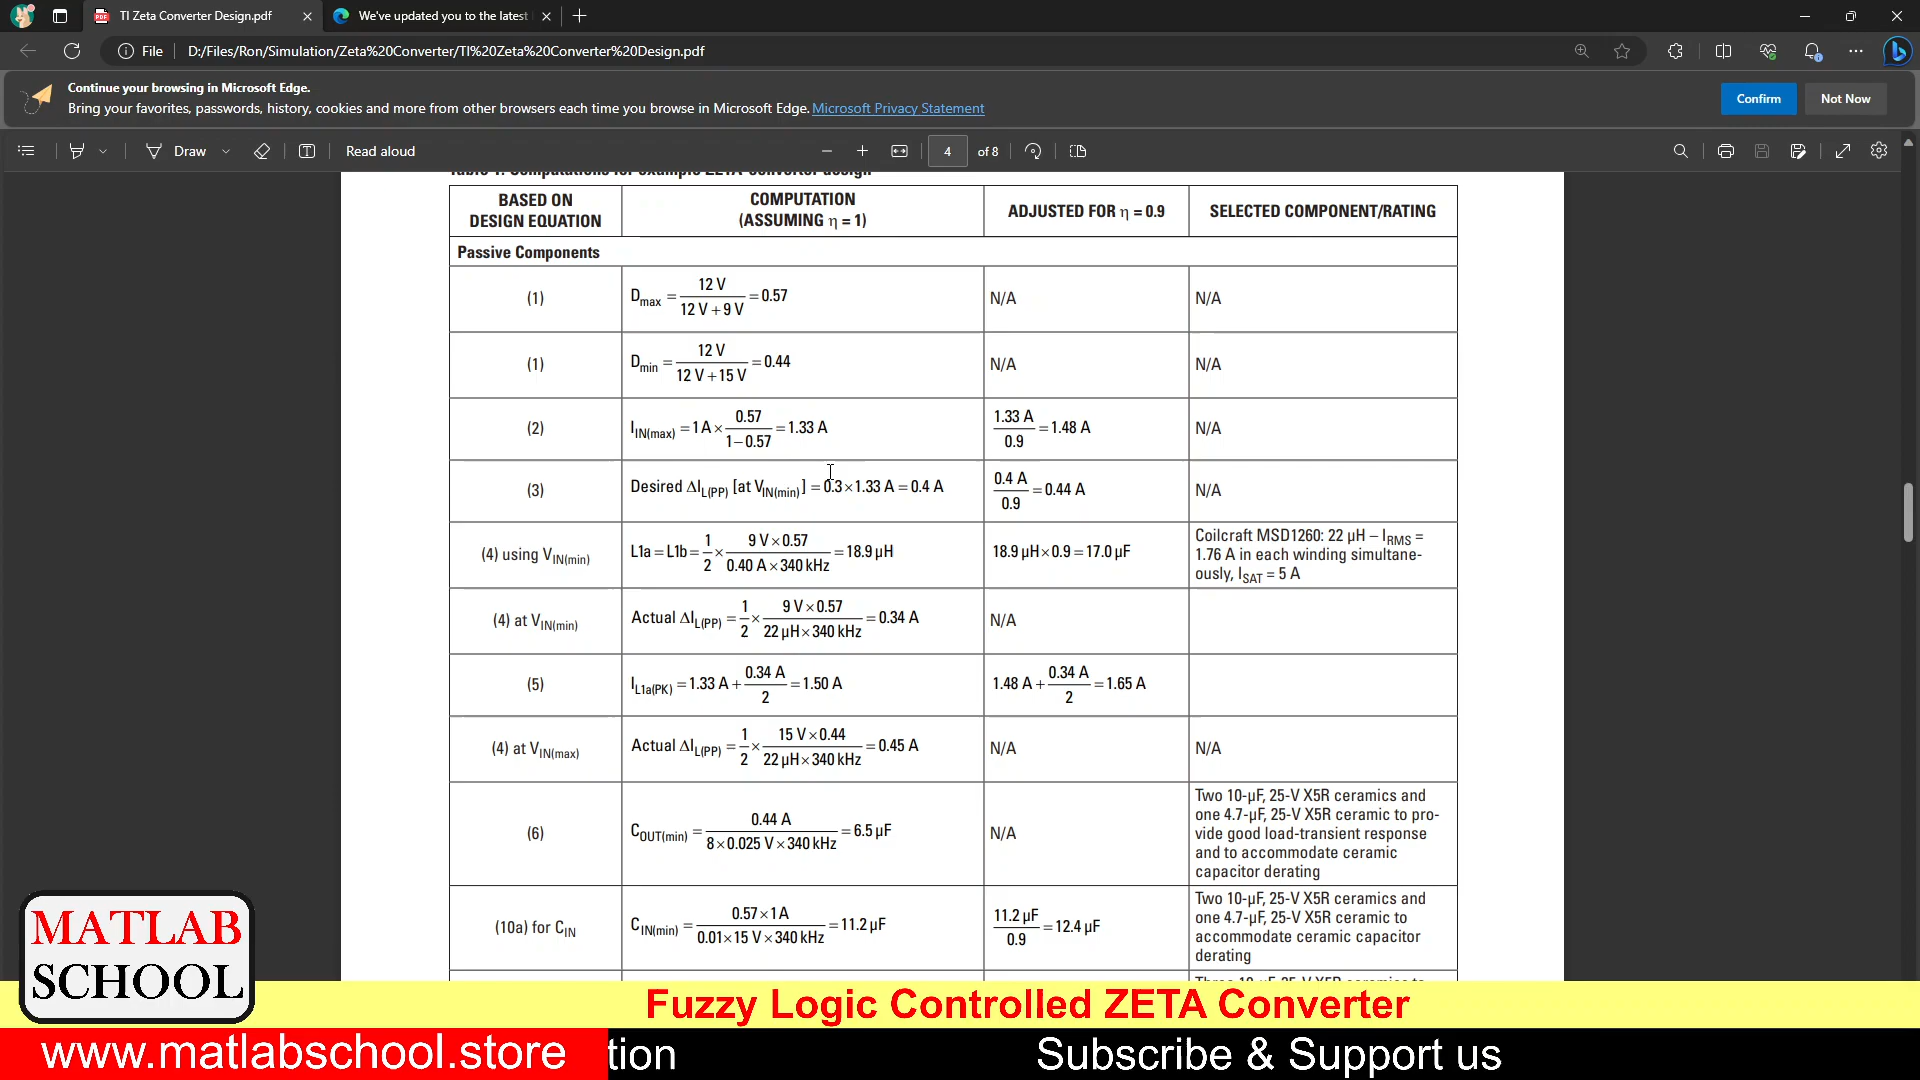 TI Zeta Converter Design.pdf
We've updated you to the latest
File
D:/Files/Ron/Simulation/Zeta%20Converter/TI%20Zeta%20Converter%20Design.pdf
Continue your browsing in Microsoft Edge.
Bring your favorites, passwords, history, cookies and more from other browsers each time you browse in Microsoft Edge. Microsoft Privacy Statement
Confirm
Not Now
Draw
Read aloud
4
of 8
Table 1. Computations for example ZETA-converter design
BASED ON
DESIGN EQUATION
COMPUTATION
(ASSUMING η = 1)
ADJUSTED FOR η = 0.9
SELECTED COMPONENT/RATING
Passive Components
(1)
Dmax = 12 V / (12 V + 9 V) = 0.57
N/A
N/A
(1)
Dmin = 12 V / (12 V + 15 V) = 0.44
N/A
N/A
(2)
IIN(max) = 1 A × 0.57 / (1 – 0.57) = 1.33 A
1.33 A / 0.9 = 1.48 A
N/A
(3)
Desired ΔIL(PP) [at VIN(min)] = 0.3 × 1.33 A = 0.4 A
0.4 A / 0.9 = 0.44 A
N/A
(4) using VIN(min)
L1a = L1b = 1/2 × (9 V × 0.57) / (0.40 A × 340 kHz) = 18.9 µH
18.9 µH × 0.9 = 17.0 µF
Coilcraft MSD1260: 22 µH – IRMS =
1.76 A in each winding simultane-
ously, ISAT = 5 A
(4) at VIN(min)
Actual ΔIL(PP) = 1/2 × (9 V × 0.57) / (22 µH × 340 kHz) = 0.34 A
N/A
(5)
IL1a(PK) = 1.33 A + 0.34 A / 2 = 1.50 A
1.48 A + 0.34 A / 2 = 1.65 A
(4) at VIN(max)
Actual ΔIL(PP) = 1/2 × (15 V × 0.44) / (22 µH × 340 kHz) = 0.45 A
N/A
N/A
(6)
COUT(min) = 0.44 A / (8 × 0.025 V × 340 kHz) = 6.5 µF
N/A
Two 10-µF, 25-V X5R ceramics and
one 4.7-µF, 25-V X5R ceramic to pro-
vide good load-transient response
and to accommodate ceramic
capacitor derating
(10a) for CIN
CIN(min) = (0.57 × 1 A) / (0.01 × 15 V × 340 kHz) = 11.2 µF
11.2 µF / 0.9 = 12.4 µF
Two 10-µF, 25-V X5R ceramics and
one 4.7-µF, 25-V X5R ceramic to
accommodate ceramic capacitor
derating
MATLAB
SCHOOL
Fuzzy Logic Controlled ZETA Converter
www.matlabschool.store
tion
Subscribe & Support us